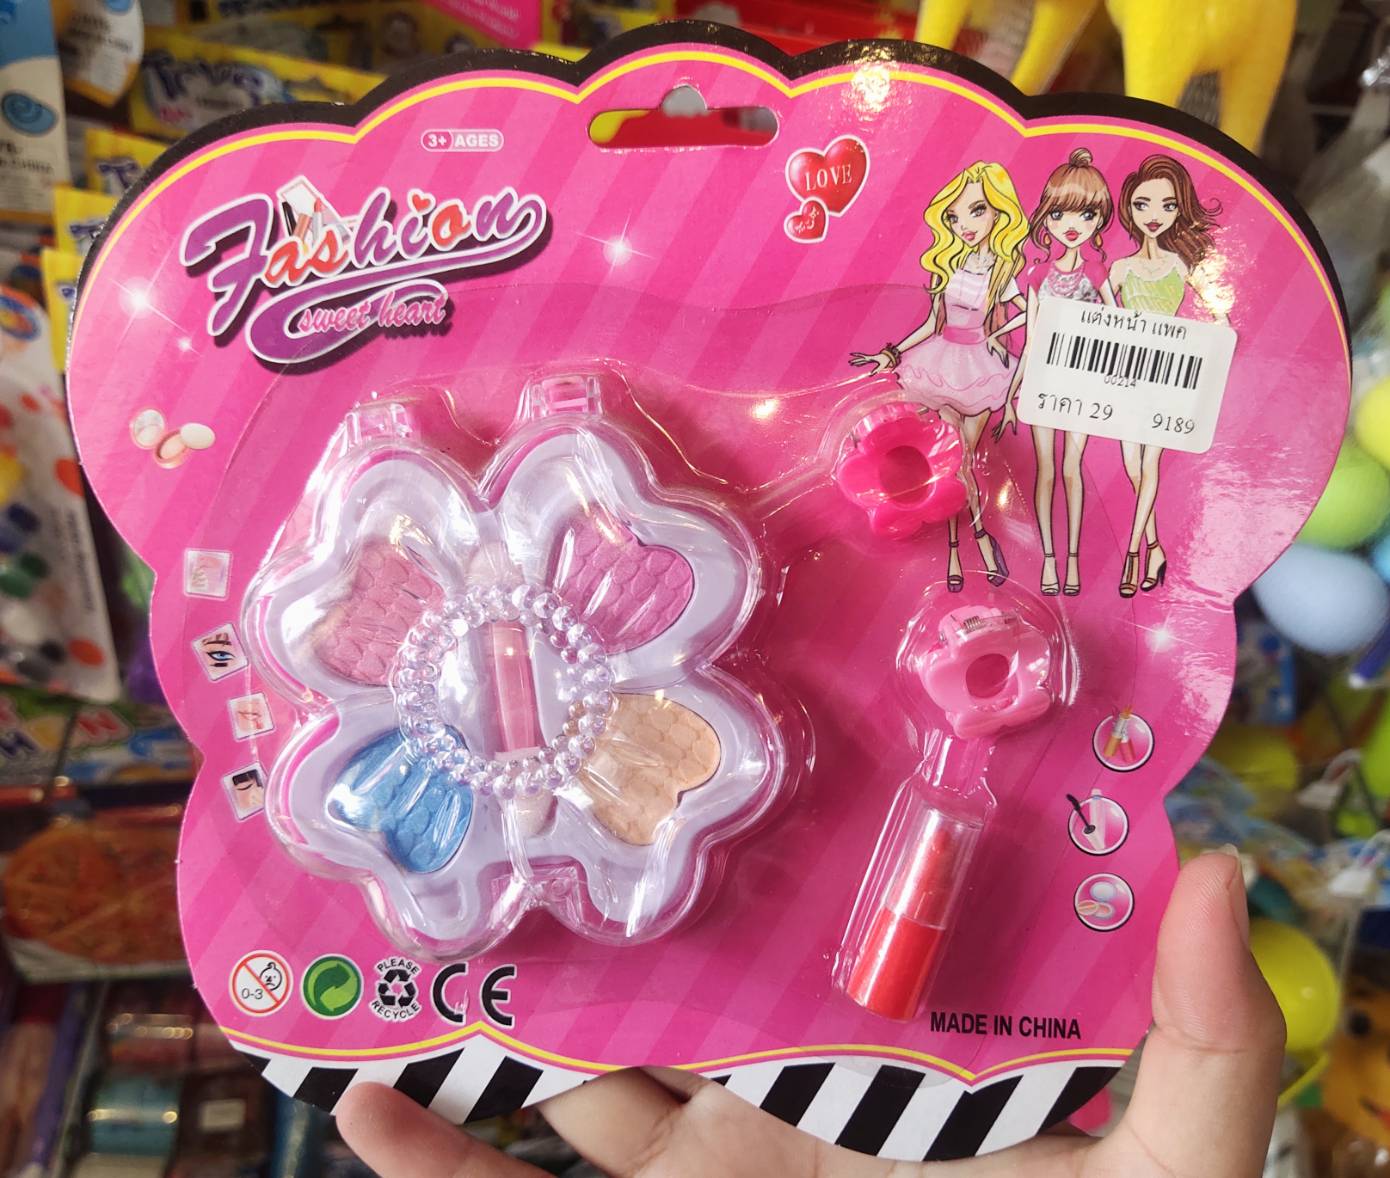 3+ AGES
Fashion
sweet heart
LOVE
แต่งหน้า แพค
00214
ราคา 29 9189
0-3
PLEASE
RECYCLE
CE
MADE IN CHINA